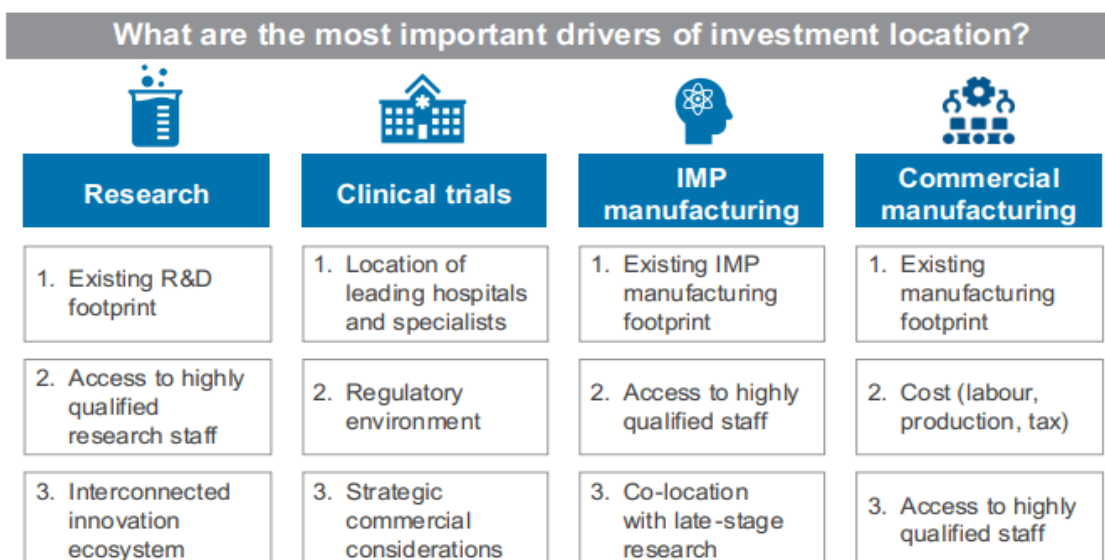 What are the most important drivers of investment location?
Research
1. Existing R&D
footprint
2. Access to highly
qualified
research staff
3. Interconnected
innovation
ecosystem
Clinical trials
1. Location of
leading hospitals
and specialists
2. Regulatory
environment
3. Strategic
commercial
considerations
IMP
manufacturing
1. Existing IMP
manufacturing
footprint
2. Access to highly
qualified staff
3. Co-location
with late-stage
research
Commercial
manufacturing
1. Existing
manufacturing
footprint
2. Cost (labour,
production, tax)
3. Access to highly
qualified staff